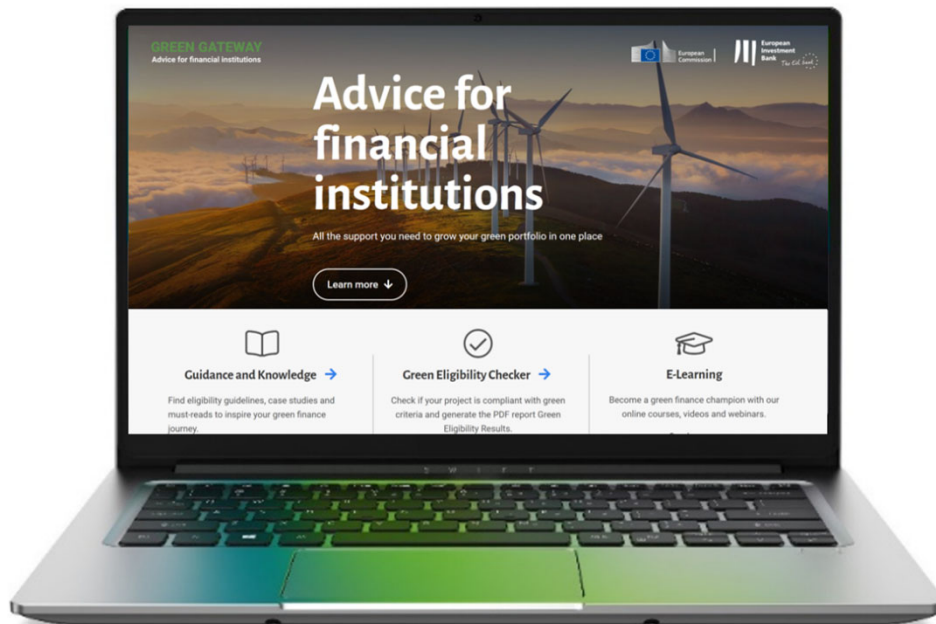 GREEN GATEWAY
Advice for financial institutions
European
Commission
European
Investment
Bank
The EU bank
Advice for
financial
institutions
All the support you need to grow your green portfolio in one place
Learn more
Guidance and Knowledge
Find eligibility guidelines, case studies and
must-reads to inspire your green finance
journey.
Green Eligibility Checker
Check if your project is compliant with green
criteria and generate the PDF report Green
Eligibility Results.
E-Learning
Become a green finance champion with our
online courses, videos and webinars.